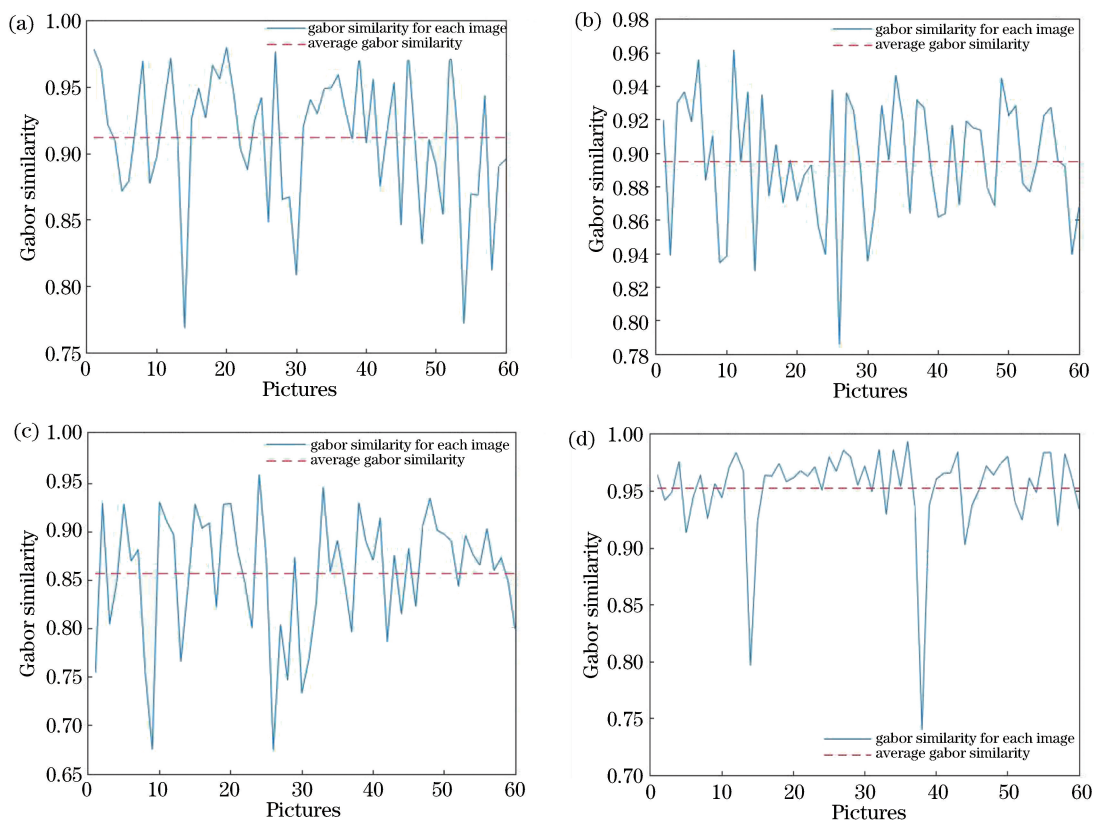 (a)
1.00
0.95
0.90
0.85
0.80
0.75
Gabor similarity
gabor similarity for each image
average gabor similarity
0 10 20 30 40 50 60
Pictures
(b)
0.98
0.96
0.94
0.92
0.90
0.88
0.86
0.94
0.82
0.80
0.78
Gabor similarity
gabor similarity for each image
average gabor similarity
0 10 20 30 40 50 60
Pictures
(c)
1.00
0.95
0.90
0.85
0.80
0.75
0.70
0.65
Gabor similarity
gabor similarity for each image
average gabor similarity
0 10 20 30 40 50 60
Pictures
(d)
1.00
0.95
0.90
0.85
0.80
0.75
0.70
Gabor similarity
gabor similarity for each image
average gabor similarity
0 10 20 30 40 50 60
Pictures